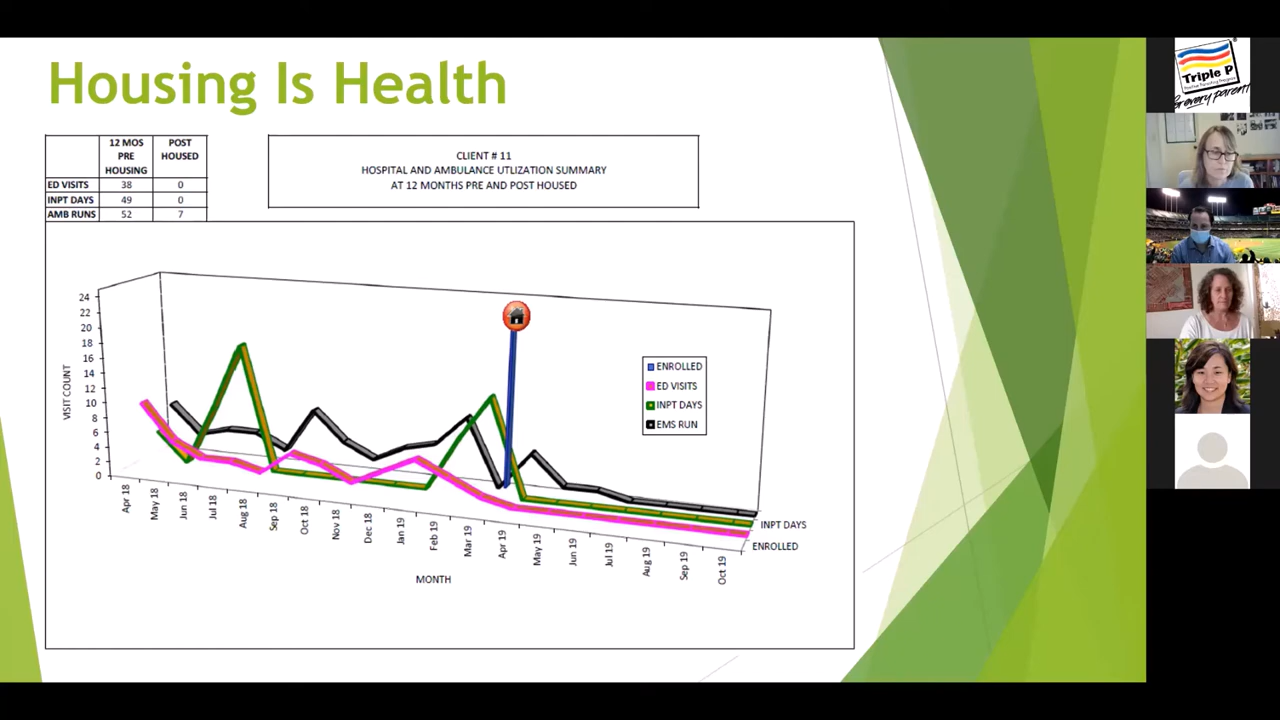 Housing Is Health
12 MOS PRE HOUSING POST HOUSED
ED VISITS 38 0
INPT DAYS 49 0
AMB RUNS 52 7
CLIENT # 11
HOSPITAL AND AMBULANCE UTLIZATION SUMMARY
AT 12 MONTHS PRE AND POST HOUSED
VISIT COUNT
24
22
20
18
16
14
12
10
8
6
4
2
0
ENROLLED
ED VISITS
INPT DAYS
EMS RUN
INPT DAYS
ENROLLED
Apr 18 May 18 Jun 18 Jul 18 Aug 18 Sep 18 Oct 18 Nov 18 Dec 18 Jan 19 Feb 19 Mar 19 Apr 19 May 19 Jun 19 Jul 19 Aug 19 Sep 19 Oct 19
MONTH
Triple P
Positive Parenting Program
for every parent